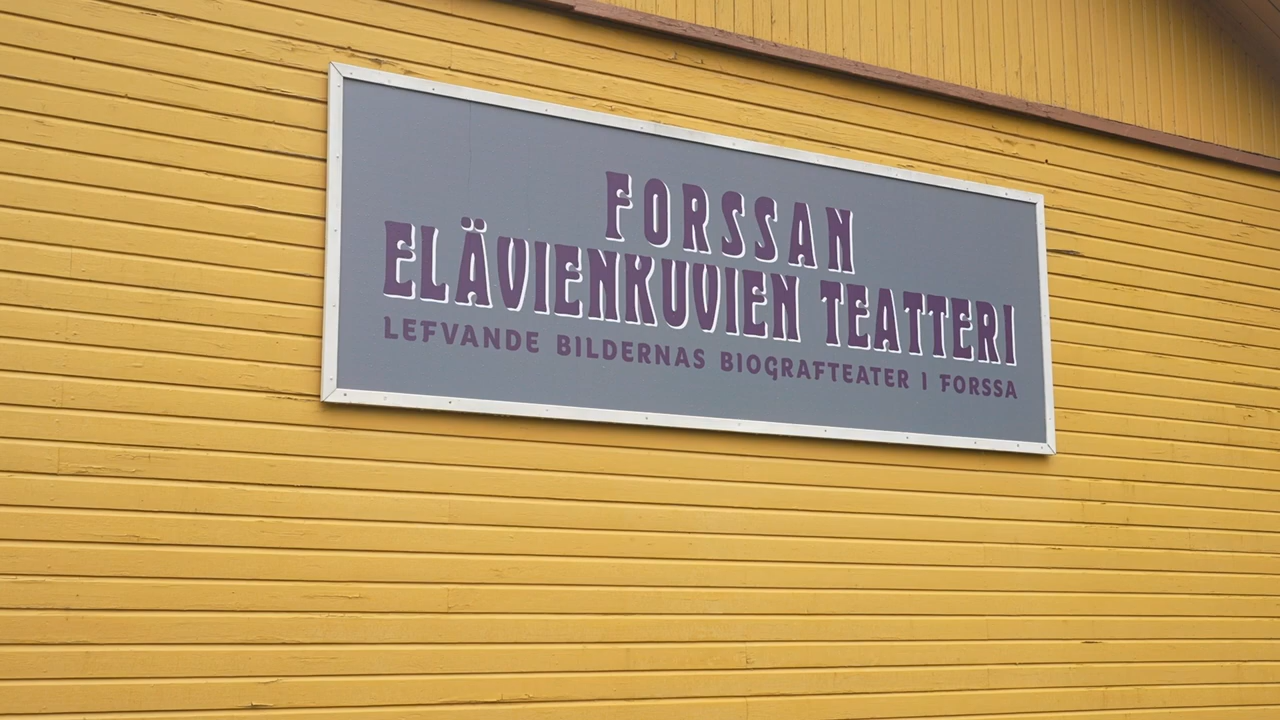 FORSSAN
ELÄVIENKUVIEN TEATTERI
LEFVANDE BILDERNAS BIOGRAFTEATER I FORSSA